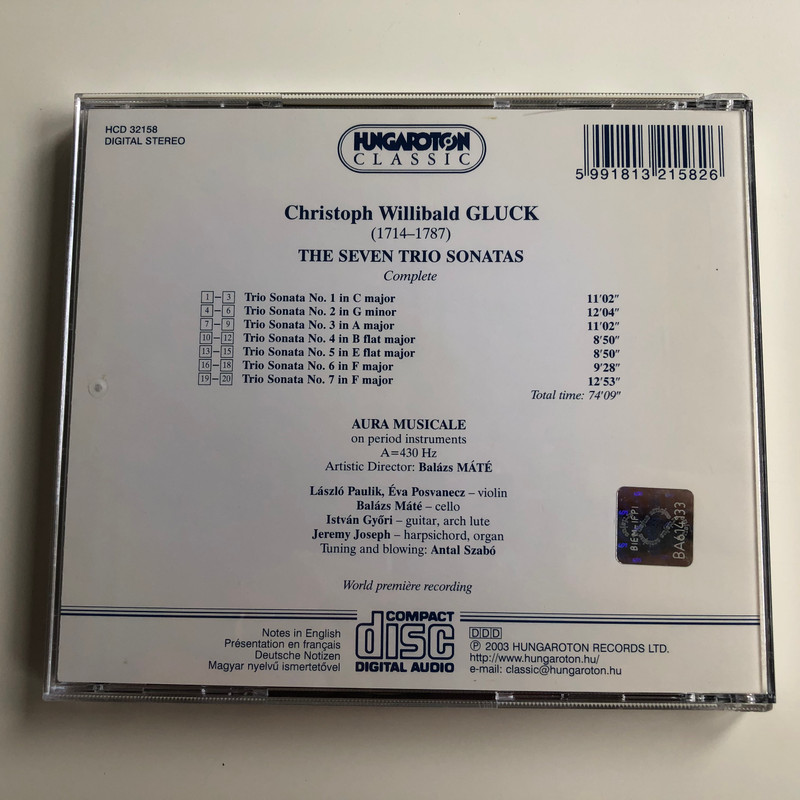 HCD 32158
DIGITAL STEREO
HUNGAROTON
CLASSIC
5 991813 215826
Christoph Willibald GLUCK
(1714–1787)
THE SEVEN TRIO SONATAS
Complete
1 – 3 Trio Sonata No. 1 in C major 11'02"
4 – 6 Trio Sonata No. 2 in G minor 12'04"
7 – 9 Trio Sonata No. 3 in A major 11'02"
10 – 12 Trio Sonata No. 4 in B flat major 8'50"
13 – 15 Trio Sonata No. 5 in E flat major 8'50"
16 – 18 Trio Sonata No. 6 in F major 9'28"
19 – 20 Trio Sonata No. 7 in F major 12'53"
Total time: 74'09"
AURA MUSICALE
on period instruments
A=430 Hz
Artistic Director: Balázs MÁTÉ
László Paulik, Éva Posvanecz – violin
Balázs Máté – cello
István Győri – guitar, arch lute
Jeremy Joseph – harpsichord, organ
Tuning and blowing: Antal Szabó
BIEM-IFPI
BA614133
World première recording
Notes in English
Présentation en français
Deutsche Notizen
Magyar nyelvű ismertetővel
COMPACT
disc
DIGITAL AUDIO
DDD
℗ 2003 HUNGAROTON RECORDS LTD.
http://www.hungaroton.hu/
e-mail: classic@hungaroton.hu